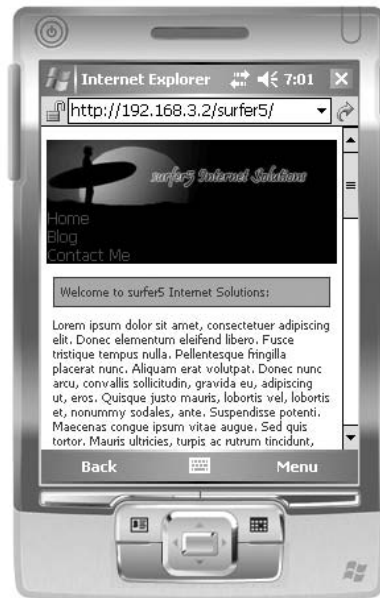 Internet Explorer 7:01
http://192.168.3.2/surfer5/
surfer5 Internet Solutions
Home
Blog
Contact Me
Welcome to surfer5 Internet Solutions:
Lorem ipsum dolor sit amet, consectetuer adipiscing
elit. Donec elementum eleifend libero. Fusce
tristique tempus nulla. Pellentesque fringilla
placerat nunc. Aliquam erat volutpat. Donec nunc
arcu, convallis sollicitudin, gravida eu, adipiscing
ut, eros. Quisque justo mauris, lobortis vel, lobortis
et, nonummy sodales, ante. Suspendisse potenti.
Maecenas congue ipsum vitae augue. Sed quis
tortor. Mauris ultricies, turpis ac rutrum tincidunt,
Back Menu